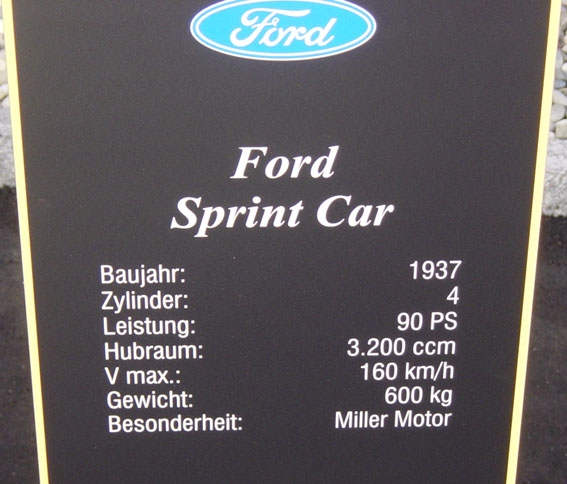 Ford
Ford
Sprint Car
Baujahr: 1937
Zylinder: 4
Leistung: 90 PS
Hubraum: 3.200 ccm
V max.: 160 km/h
Gewicht: 600 kg
Besonderheit: Miller Motor